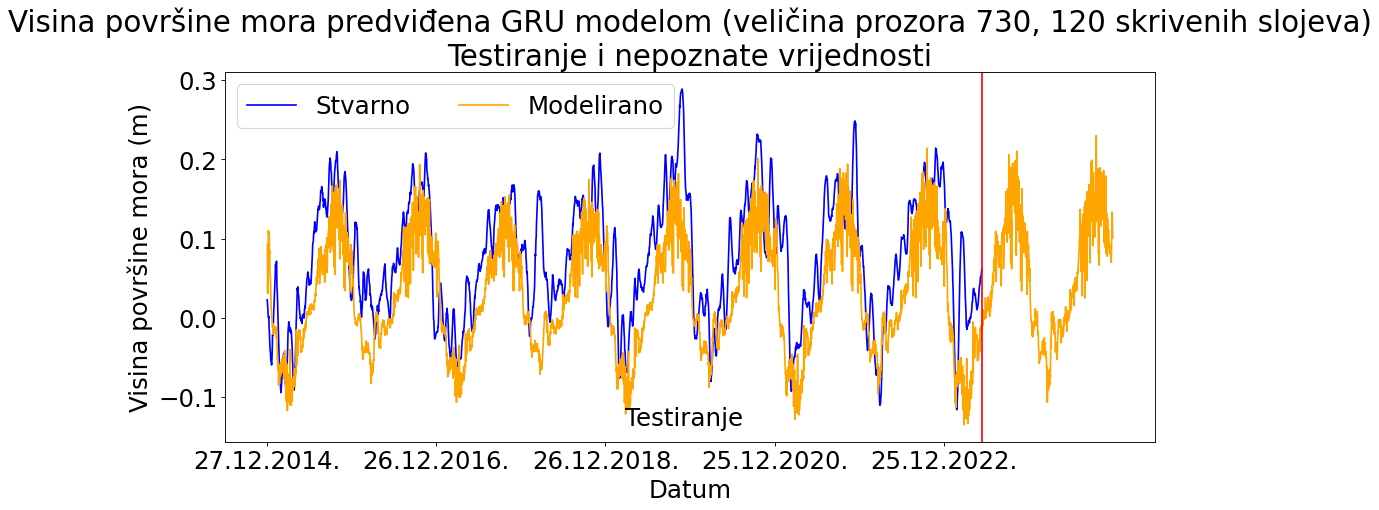 Visina površine mora predviđena GRU modelom (veličina prozora 730, 120 skrivenih slojeva)
Testiranje i nepoznate vrijednosti
Stvarno
Modelirano
Visina površine mora (m)
0.3
0.2
0.1
0.0
−0.1
Testiranje
27.12.2014.
26.12.2016.
26.12.2018.
25.12.2020.
25.12.2022.
Datum